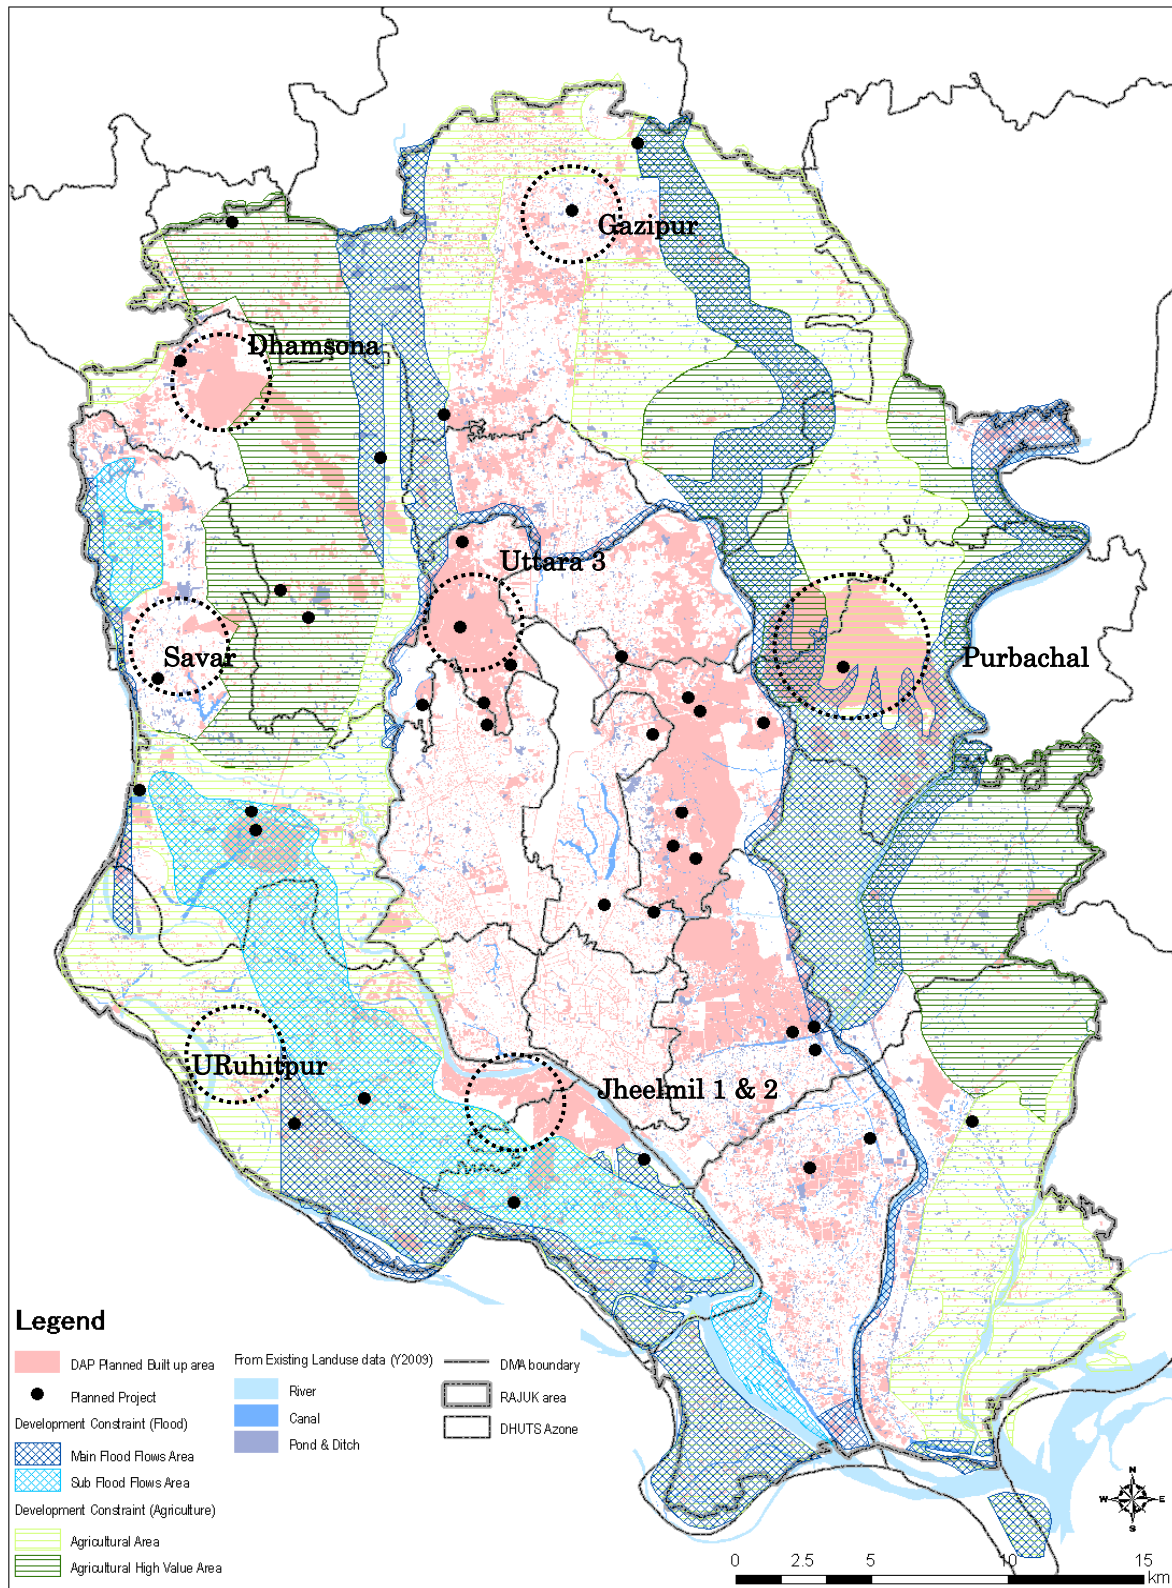 Gazipur
Dhamsona
Uttara 3
Savar
Purbachal
URuhitpur
Jheelmil 1 & 2
Legend
DAP Planned Built up area
Planned Project
Development Constraint (Flood)
Main Flood Flows Area
Sub Flood Flows Area
Development Constraint (Agriculture)
Agricultural Area
Agricultural High Value Area
From Existing Landuse data (Y2009)
River
Canal
Pond & Ditch
DMA boundary
RAJUK area
DHUTS Azone
N
W E
S
0 2.5 5 10 15
km